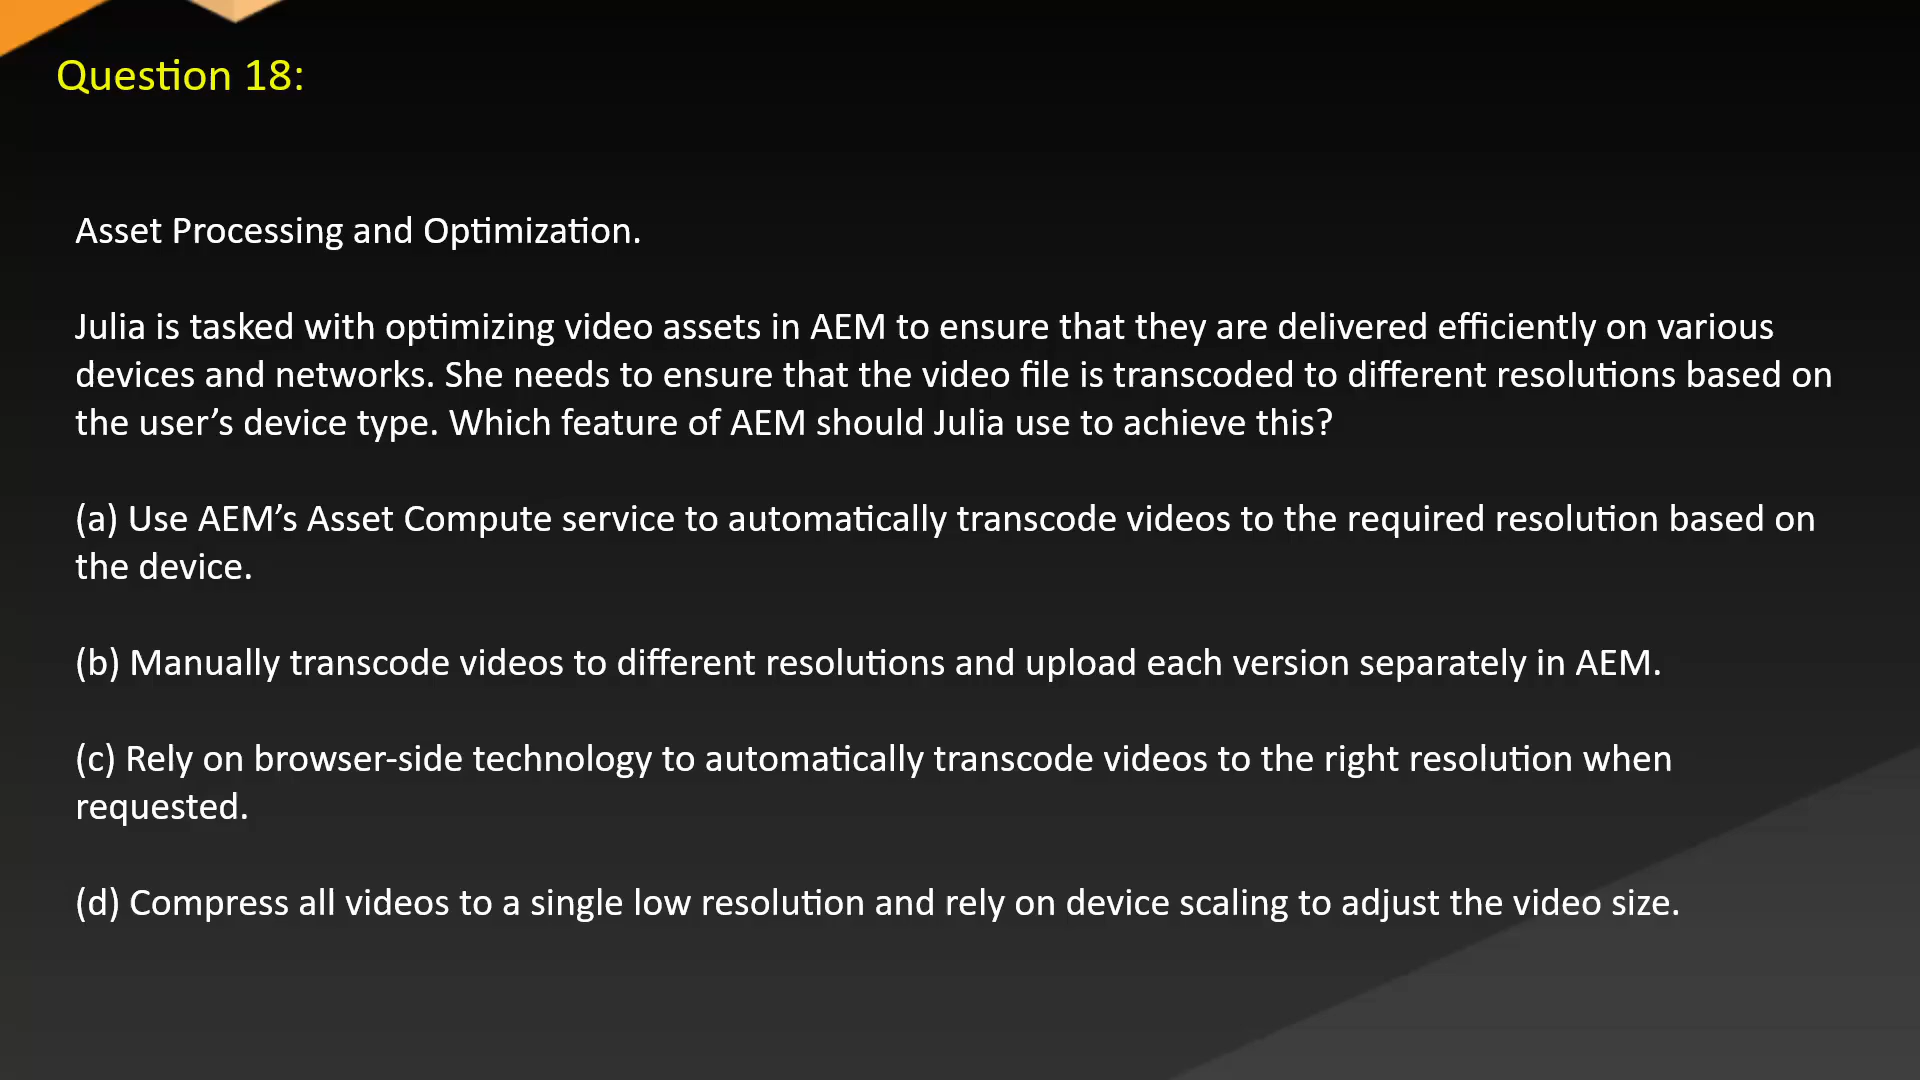 Question 18:
Asset Processing and Optimization.
Julia is tasked with optimizing video assets in AEM to ensure that they are delivered efficiently on various
devices and networks. She needs to ensure that the video file is transcoded to different resolutions based on
the user’s device type. Which feature of AEM should Julia use to achieve this?
(a) Use AEM’s Asset Compute service to automatically transcode videos to the required resolution based on
the device.
(b) Manually transcode videos to different resolutions and upload each version separately in AEM.
(c) Rely on browser-side technology to automatically transcode videos to the right resolution when
requested.
(d) Compress all videos to a single low resolution and rely on device scaling to adjust the video size.